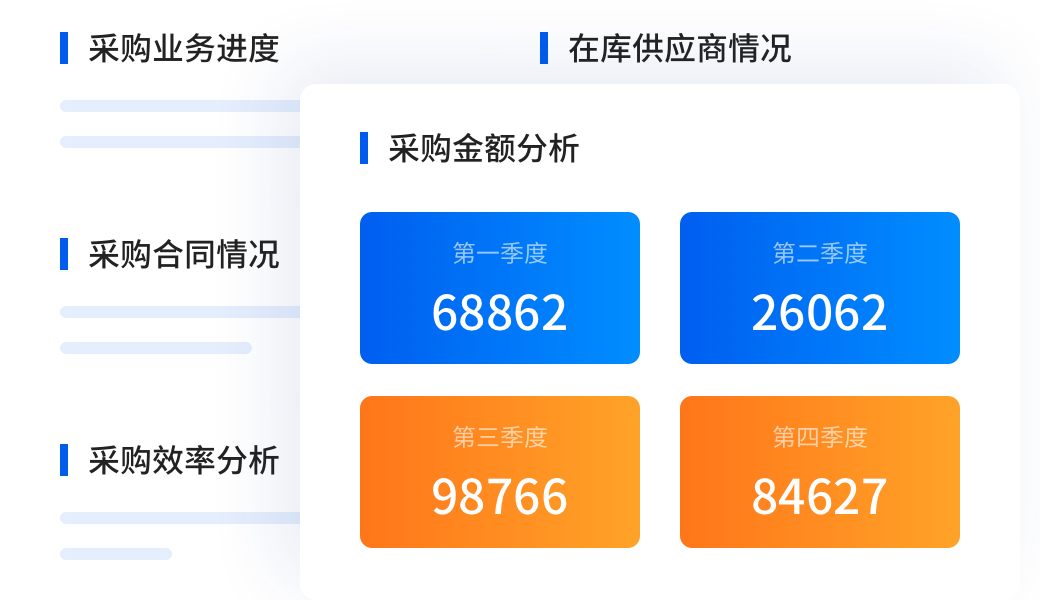 采购业务进度
在库供应商情况
采购金额分析
第一季度
68862
第二季度
26062
采购合同情况
第三季度
98766
第四季度
84627
采购效率分析